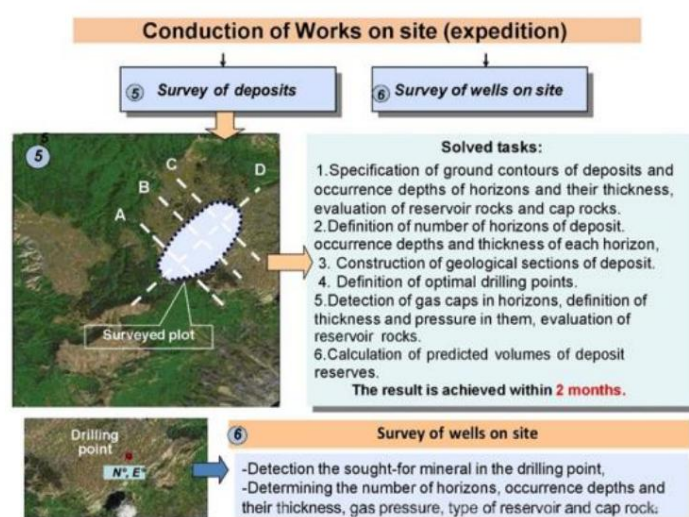 Conduction of Works on site (expedition)
5 Survey of deposits
6 Survey of wells on site
5
5
C
D
B
A
Surveyed plot
Solved tasks:
1.Specification of ground contours of deposits and
occurrence depths of horizons and their thickness,
evaluation of reservoir rocks and cap rocks.
2.Definition of number of horizons of deposit.
occurrence depths and thickness of each horizon,
3. Construction of geological sections of deposit.
4. Definition of optimal drilling points.
5.Detection of gas caps in horizons, definition of
thickness and pressure in them, evaluation of
reservoir rocks.
6.Calculation of predicted volumes of deposit
reserves.
The result is achieved within 2 months.
Drilling
point
N°, E°
6 Survey of wells on site
-Detection the sought-for mineral in the drilling point,
-Determining the number of horizons, occurrence depths and
their thickness, gas pressure, type of reservoir and cap rock.